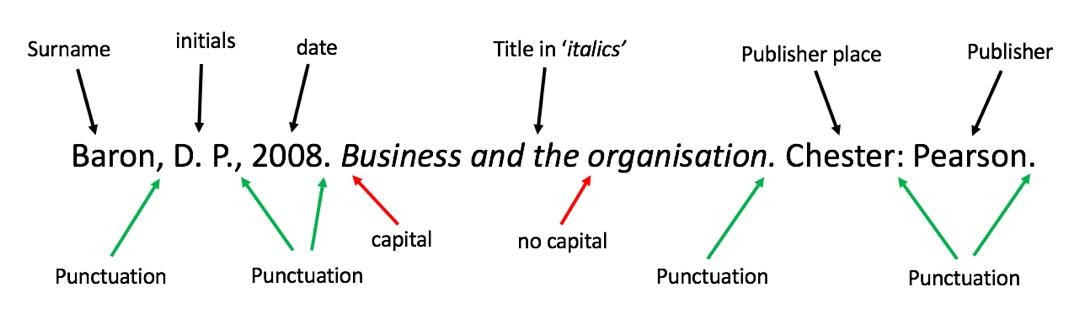 Surname
initials
date
Title in ‘italics’
Publisher place
Publisher
Baron, D. P., 2008. Business and the organisation. Chester: Pearson.
capital
no capital
Punctuation
Punctuation
Punctuation
Punctuation